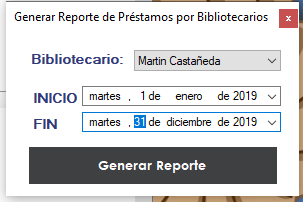 Generar Reporte de Préstamos por Bibliotecarios x
Bibliotecario: Martin Castañeda
INICIO martes , 1 de enero de 2019
FIN martes , 31 de diciembre de 2019
Generar Reporte